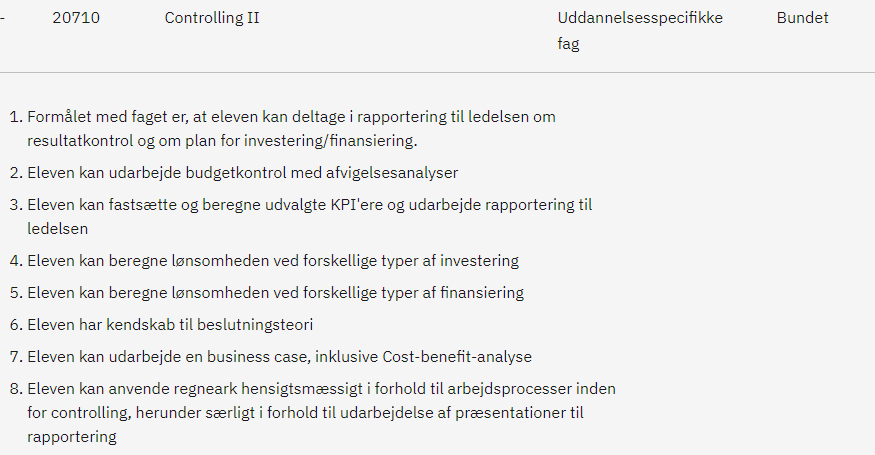 - 20710 Controlling II Uddannelsesspecifikke Bundet
fag
1. Formålet med faget er, at eleven kan deltage i rapportering til ledelsen om
resultatkontrol og om plan for investering/finansiering.
2. Eleven kan udarbejde budgetkontrol med afvigelsesanalyser
3. Eleven kan fastsætte og beregne udvalgte KPI'ere og udarbejde rapportering til
ledelsen
4. Eleven kan beregne lønsomheden ved forskellige typer af investering
5. Eleven kan beregne lønsomheden ved forskellige typer af finansiering
6. Eleven har kendskab til beslutningsteori
7. Eleven kan udarbejde en business case, inklusive Cost-benefit-analyse
8. Eleven kan anvende regneark hensigtsmæssigt i forhold til arbejdsprocesser inden
for controlling, herunder særligt i forhold til udarbejdelse af præsentationer til
rapportering